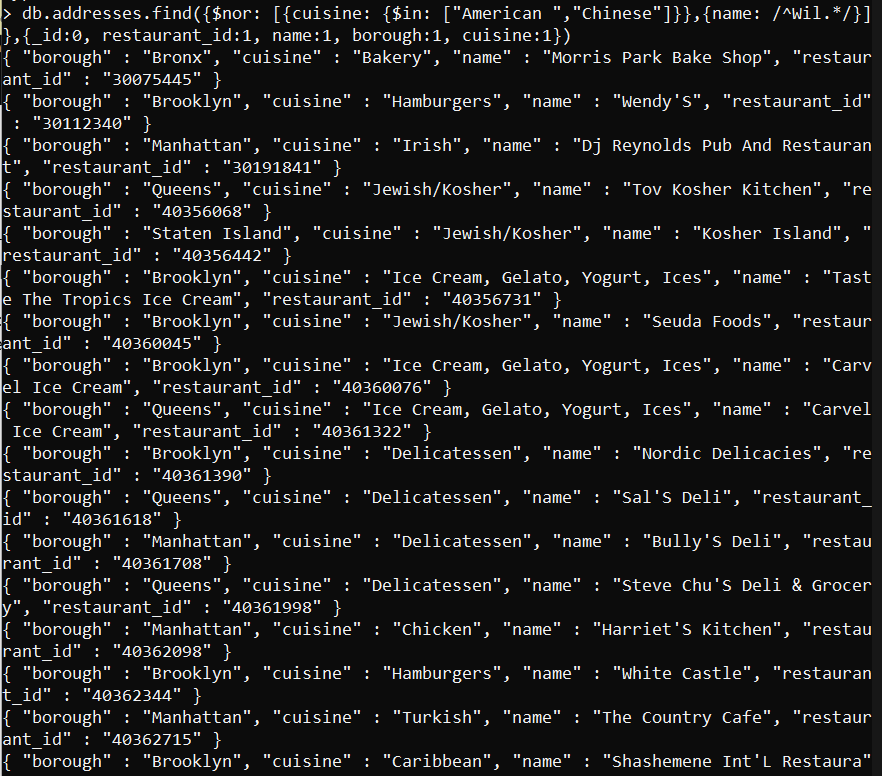 > db.addresses.find({$nor: [{cuisine: {$in: ["American ","Chinese"]}},{name: /^Wil.*/}]
},{_id:0, restaurant_id:1, name:1, borough:1, cuisine:1})
{ "borough" : "Bronx", "cuisine" : "Bakery", "name" : "Morris Park Bake Shop", "restaur
ant_id" : "30075445" }
{ "borough" : "Brooklyn", "cuisine" : "Hamburgers", "name" : "Wendy'S", "restaurant_id"
 : "30112340" }
{ "borough" : "Manhattan", "cuisine" : "Irish", "name" : "Dj Reynolds Pub And Restauran
t", "restaurant_id" : "30191841" }
{ "borough" : "Queens", "cuisine" : "Jewish/Kosher", "name" : "Tov Kosher Kitchen", "re
staurant_id" : "40356068" }
{ "borough" : "Staten Island", "cuisine" : "Jewish/Kosher", "name" : "Kosher Island", "
restaurant_id" : "40356442" }
{ "borough" : "Brooklyn", "cuisine" : "Ice Cream, Gelato, Yogurt, Ices", "name" : "Tast
e The Tropics Ice Cream", "restaurant_id" : "40356731" }
{ "borough" : "Brooklyn", "cuisine" : "Jewish/Kosher", "name" : "Seuda Foods", "restaur
ant_id" : "40360045" }
{ "borough" : "Brooklyn", "cuisine" : "Ice Cream, Gelato, Yogurt, Ices", "name" : "Carv
el Ice Cream", "restaurant_id" : "40360076" }
{ "borough" : "Queens", "cuisine" : "Ice Cream, Gelato, Yogurt, Ices", "name" : "Carvel
 Ice Cream", "restaurant_id" : "40361322" }
{ "borough" : "Brooklyn", "cuisine" : "Delicatessen", "name" : "Nordic Delicacies", "re
staurant_id" : "40361390" }
{ "borough" : "Queens", "cuisine" : "Delicatessen", "name" : "Sal'S Deli", "restaurant_
id" : "40361618" }
{ "borough" : "Manhattan", "cuisine" : "Delicatessen", "name" : "Bully'S Deli", "restau
rant_id" : "40361708" }
{ "borough" : "Queens", "cuisine" : "Delicatessen", "name" : "Steve Chu'S Deli & Grocer
y", "restaurant_id" : "40361998" }
{ "borough" : "Manhattan", "cuisine" : "Chicken", "name" : "Harriet'S Kitchen", "restau
rant_id" : "40362098" }
{ "borough" : "Brooklyn", "cuisine" : "Hamburgers", "name" : "White Castle", "restauran
t_id" : "40362344" }
{ "borough" : "Manhattan", "cuisine" : "Turkish", "name" : "The Country Cafe", "restaur
ant_id" : "40362715" }
{ "borough" : "Brooklyn", "cuisine" : "Caribbean", "name" : "Shashemene Int'L Restaura"